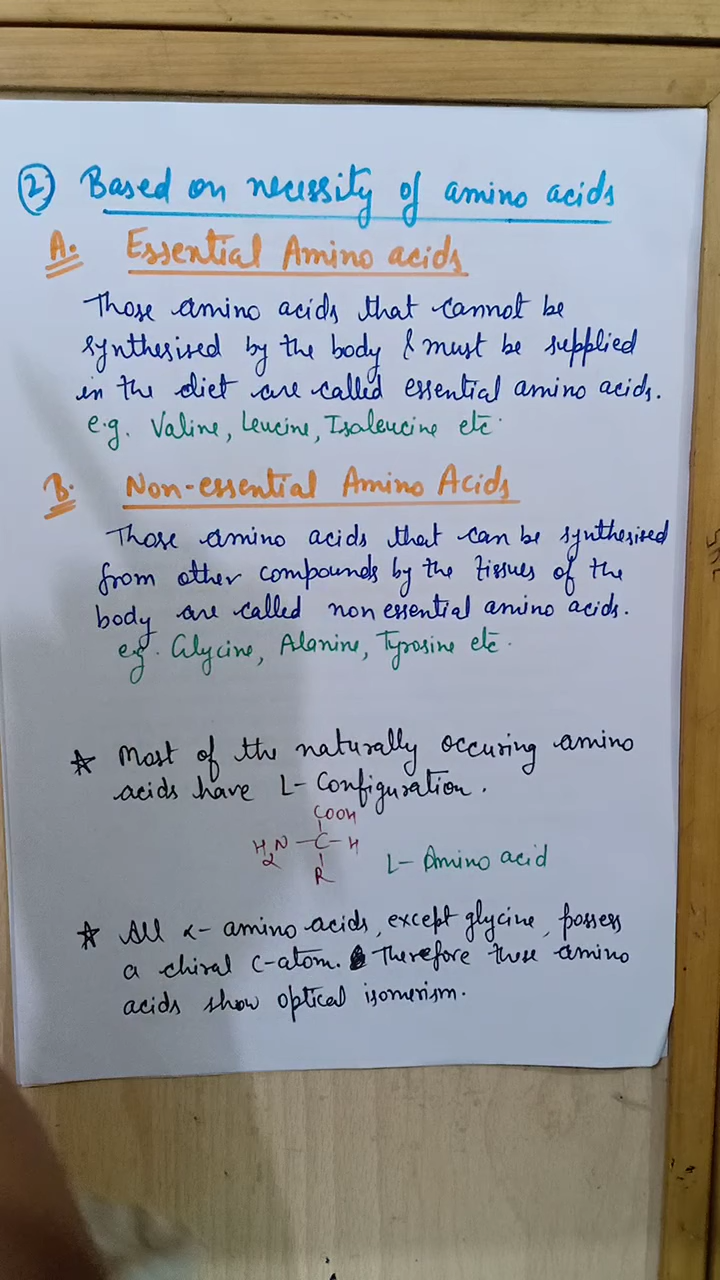 ② Based on necessity of amino acids
A. Essential Amino acids
Those amino acids that cannot be
synthesised by the body & must be supplied
in the diet are called essential amino acids.
e.g. Valine, Leucine, Isoleucine etc.
B. Non-essential Amino Acids
Those amino acids that can be synthesised
from other compounds by the tissues of the
body are called non essential amino acids.
eg. Glycine, Alanine, Tyrosine etc.
☆ Most of the naturally occuring amino
acids have L- Configuration.
COOH
H2N - C - H
R
L- Amino acid
☆ All α- amino acids, except glycine, possess
a chiral C-atom. Therefore these amino
acids show optical isomerism.